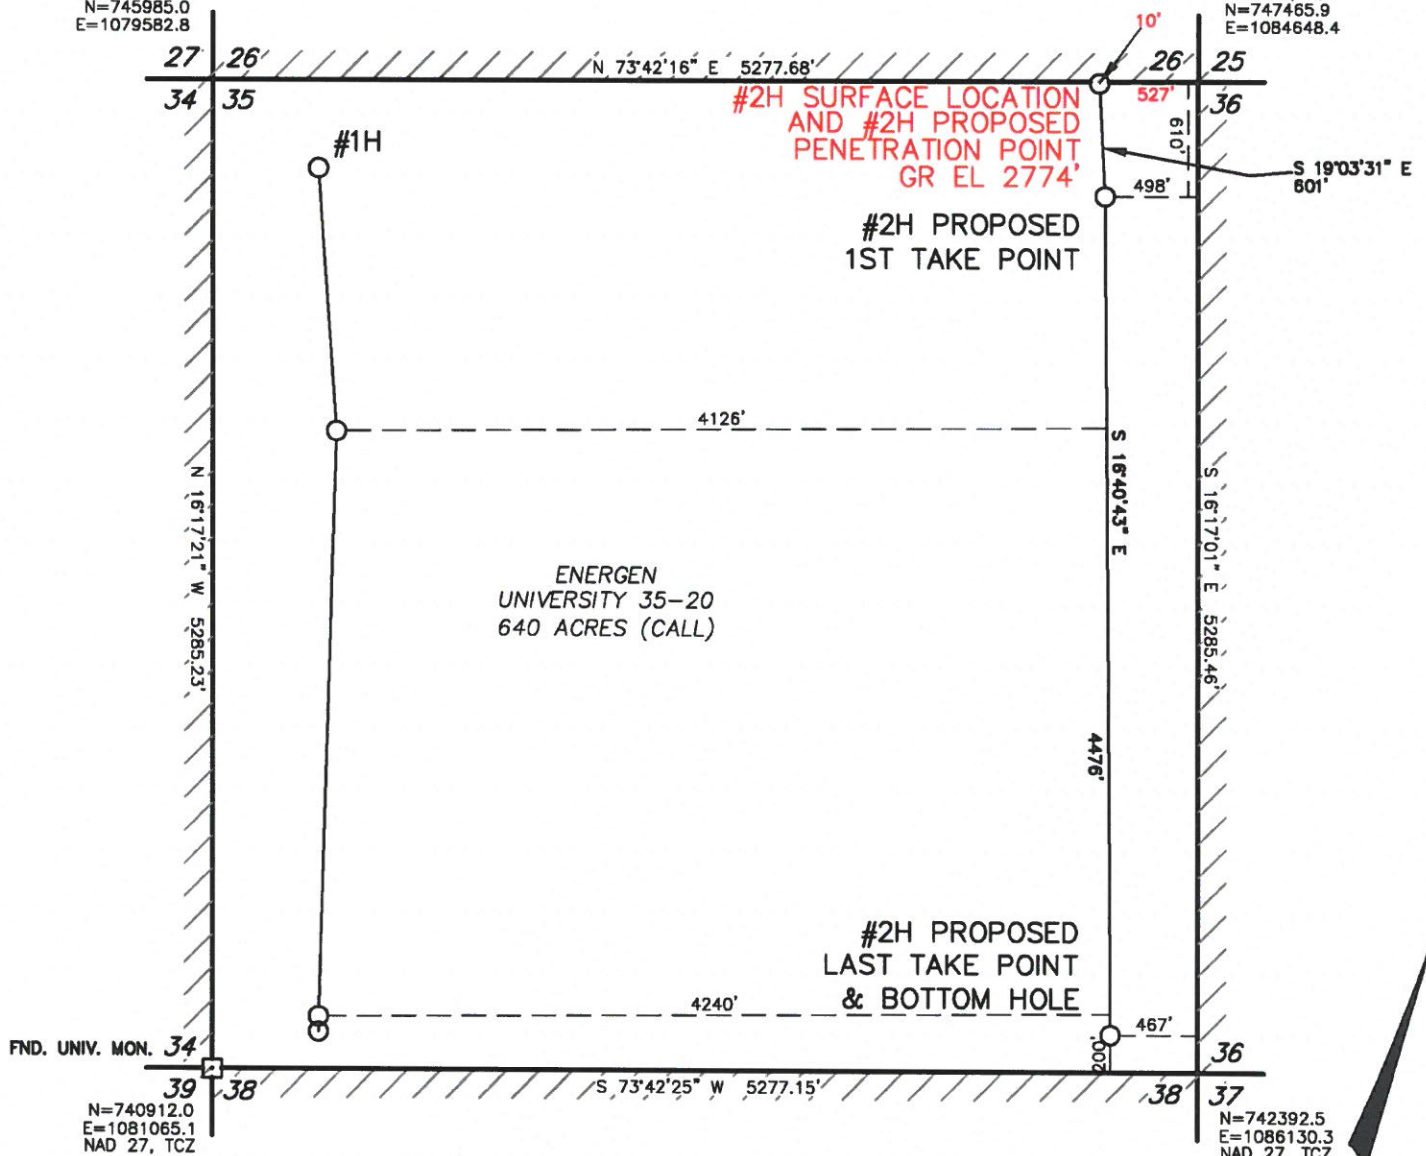 N=745985.0
E=1079582.8
N=747465.9
E=1084648.4
10'
27 26
26 25
N 73°42'16" E 5277.68'
34 35
527'
36
#2H SURFACE LOCATION
AND #2H PROPOSED
PENETRATION POINT
GR EL 2774'
610'
#1H
S 19°03'31" E
601'
498'
#2H PROPOSED
1ST TAKE POINT
4126'
S 16°40'43" E
N 16°17'21" W 5285.23'
S 16°17'01" E 5285.46'
ENERGEN
UNIVERSITY 35-20
640 ACRES (CALL)
4476'
#2H PROPOSED
LAST TAKE POINT
& BOTTOM HOLE
4240'
467'
200'
FND. UNIV. MON. 34
36
39 38
S 73°42'25" W 5277.15'
38 37
N=740912.0
E=1081065.1
NAD 27, TCZ
N=742392.5
E=1086130.3
NAD 27, TCZ